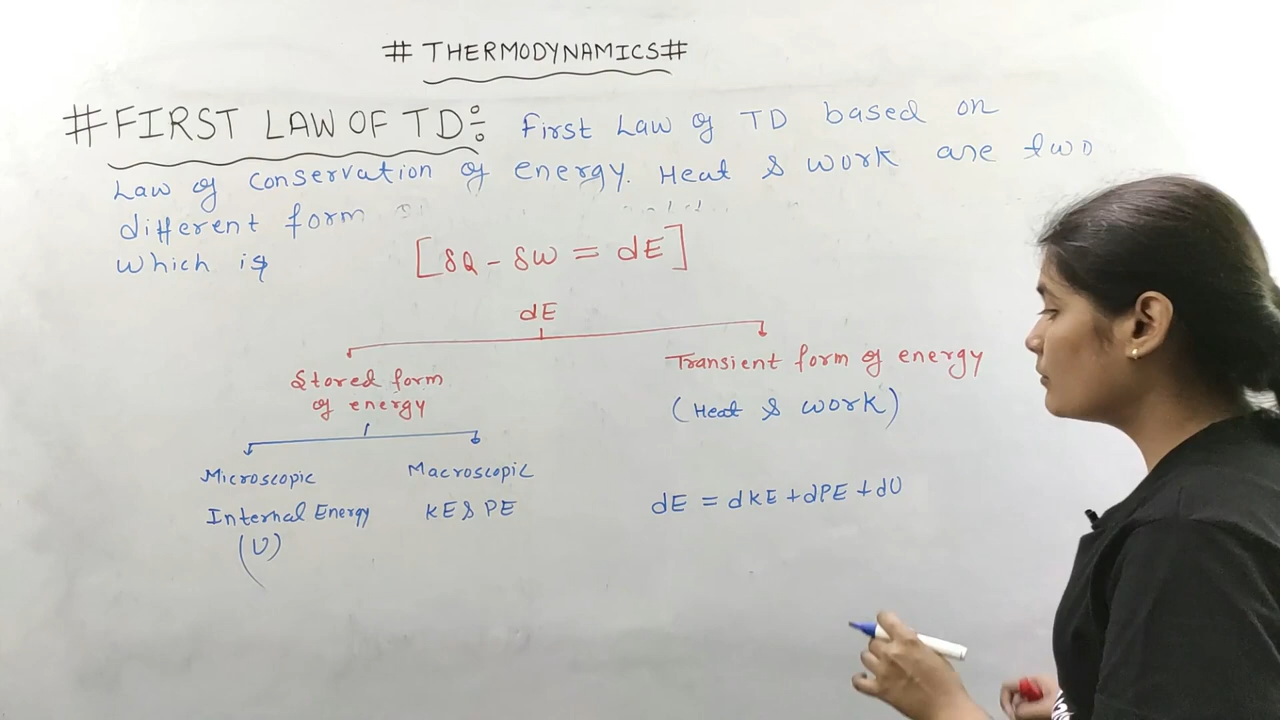 # THERMODYNAMICS#
#FIRST LAW OF TD:- First Law of TD based on
Law of conservation of energy. Heat & work are two
different form
which is
[δQ - δW = dE]
dE
Stored form
of energy
Transient form of energy
(Heat & work)
Microscopic
Macroscopic
Internal Energy
KE & PE
(U)
dE = dKE + dPE + dU